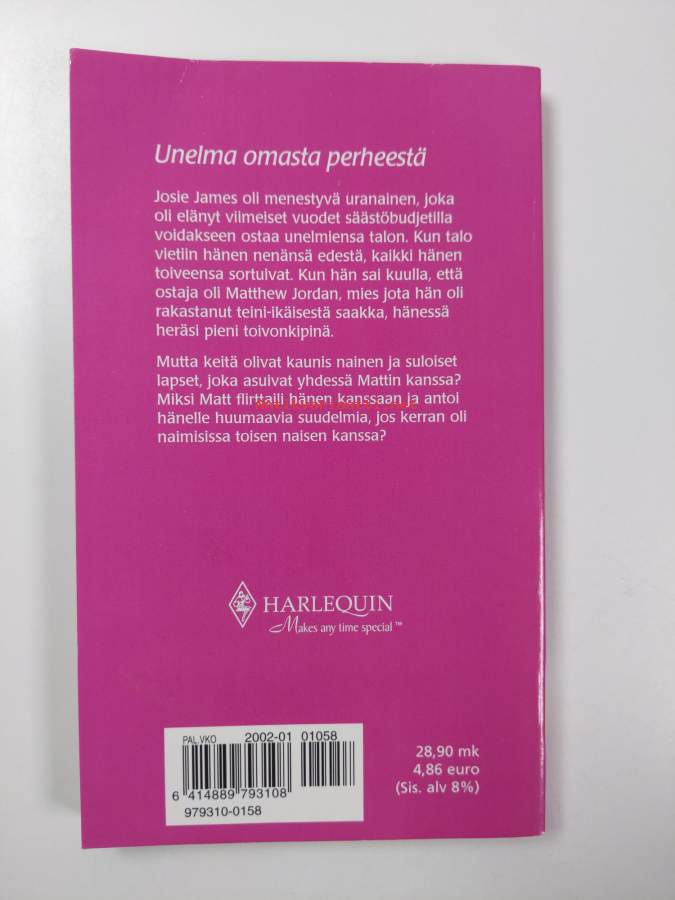 Unelma omasta perheestä
Josie James oli menestyvä uranainen, joka
oli elänyt viimeiset vuodet säästöbudjetilla
voidakseen ostaa unelmiensa talon. Kun talo
vietiin hänen nenänsä edestä, kaikki hänen
toiveensa sortuivat. Kun hän sai kuulla, että
ostaja oli Matthew Jordan, mies jota hän oli
rakastanut teini-ikäisestä saakka, hänessä
heräsi pieni toivonkipinä.
Mutta keitä olivat kaunis nainen ja suloiset
lapset, joka asuivat yhdessä Mattin kanssa?
Miksi Matt flirttaili hänen kanssaan ja antoi
hänelle huumaavia suudelmia, jos kerran oli
naimisissa toisen naisen kanssa?
HARLEQUIN
Makes any time special™
PAL.VKO 2002-01 01058
6 414889 793108
979310-0158
28,90 mk
4,86 euro
(Sis. alv 8%)